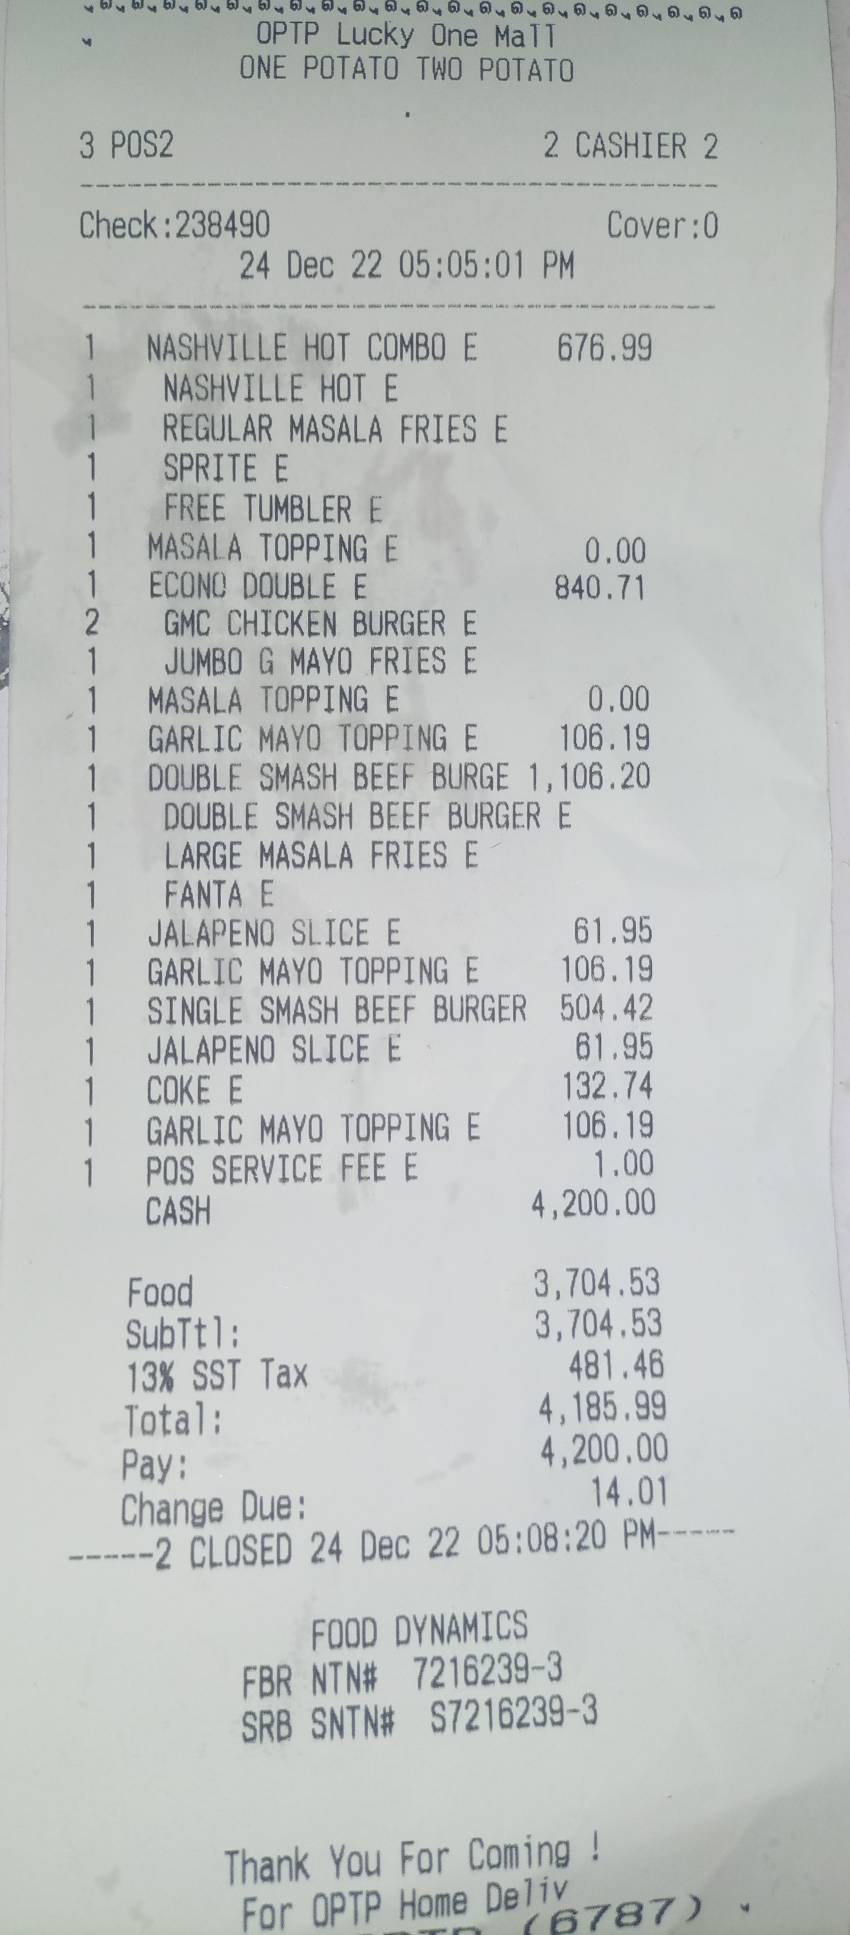 OPTP Lucky One Mall
ONE POTATO TWO POTATO
3 POS2 2 CASHIER 2
Check:238490 Cover:0
24 Dec 22 05:05:01 PM
1 NASHVILLE HOT COMBO E 676.99
1 NASHVILLE HOT E
1 REGULAR MASALA FRIES E
1 SPRITE E
1 FREE TUMBLER E
1 MASALA TOPPING E 0.00
1 ECONO DOUBLE E 840.71
2 GMC CHICKEN BURGER E
1 JUMBO G MAYO FRIES E
1 MASALA TOPPING E 0.00
1 GARLIC MAYO TOPPING E 106.19
1 DOUBLE SMASH BEEF BURGE 1,106.20
1 DOUBLE SMASH BEEF BURGER E
1 LARGE MASALA FRIES E
1 FANTA E
1 JALAPENO SLICE E 61.95
1 GARLIC MAYO TOPPING E 106.19
1 SINGLE SMASH BEEF BURGER 504.42
1 JALAPENO SLICE E 61.95
1 COKE E 132.74
1 GARLIC MAYO TOPPING E 106.19
1 POS SERVICE FEE E 1.00
CASH 4,200.00
Food 3,704.53
SubTtl: 3,704.53
13% SST Tax 481.46
Total: 4,185.99
Pay: 4,200.00
Change Due: 14.01
-----2 CLOSED 24 Dec 22 05:08:20 PM-----
FOOD DYNAMICS
FBR NTN# 7216239-3
SRB SNTN# S7216239-3
Thank You For Coming !
For OPTP Home Deliv
(6787)